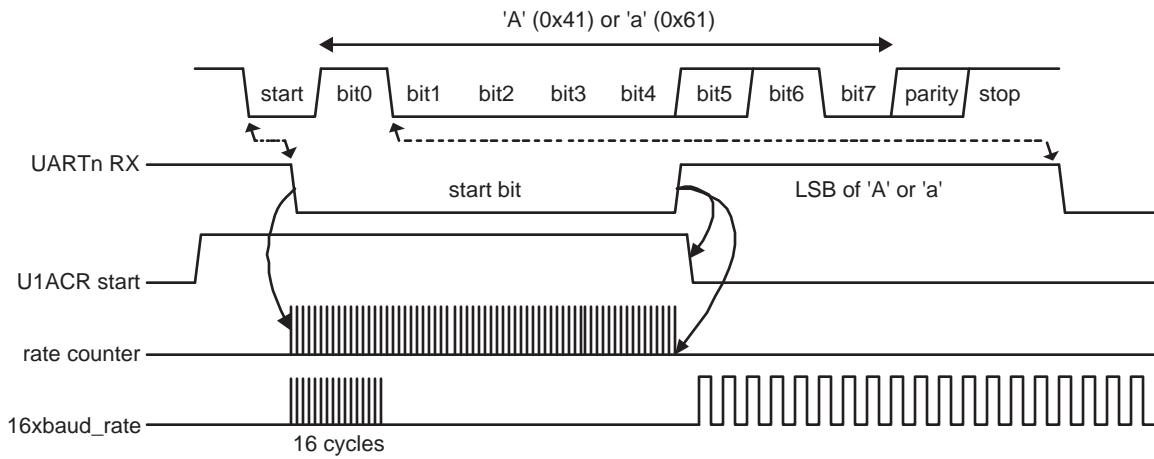 'A' (0x41) or 'a' (0x61)
start bit0 bit1 bit2 bit3 bit4 bit5 bit6 bit7 parity stop
UARTn RX
start bit LSB of 'A' or 'a'
U1ACR start
rate counter
16xbaud_rate
16 cycles